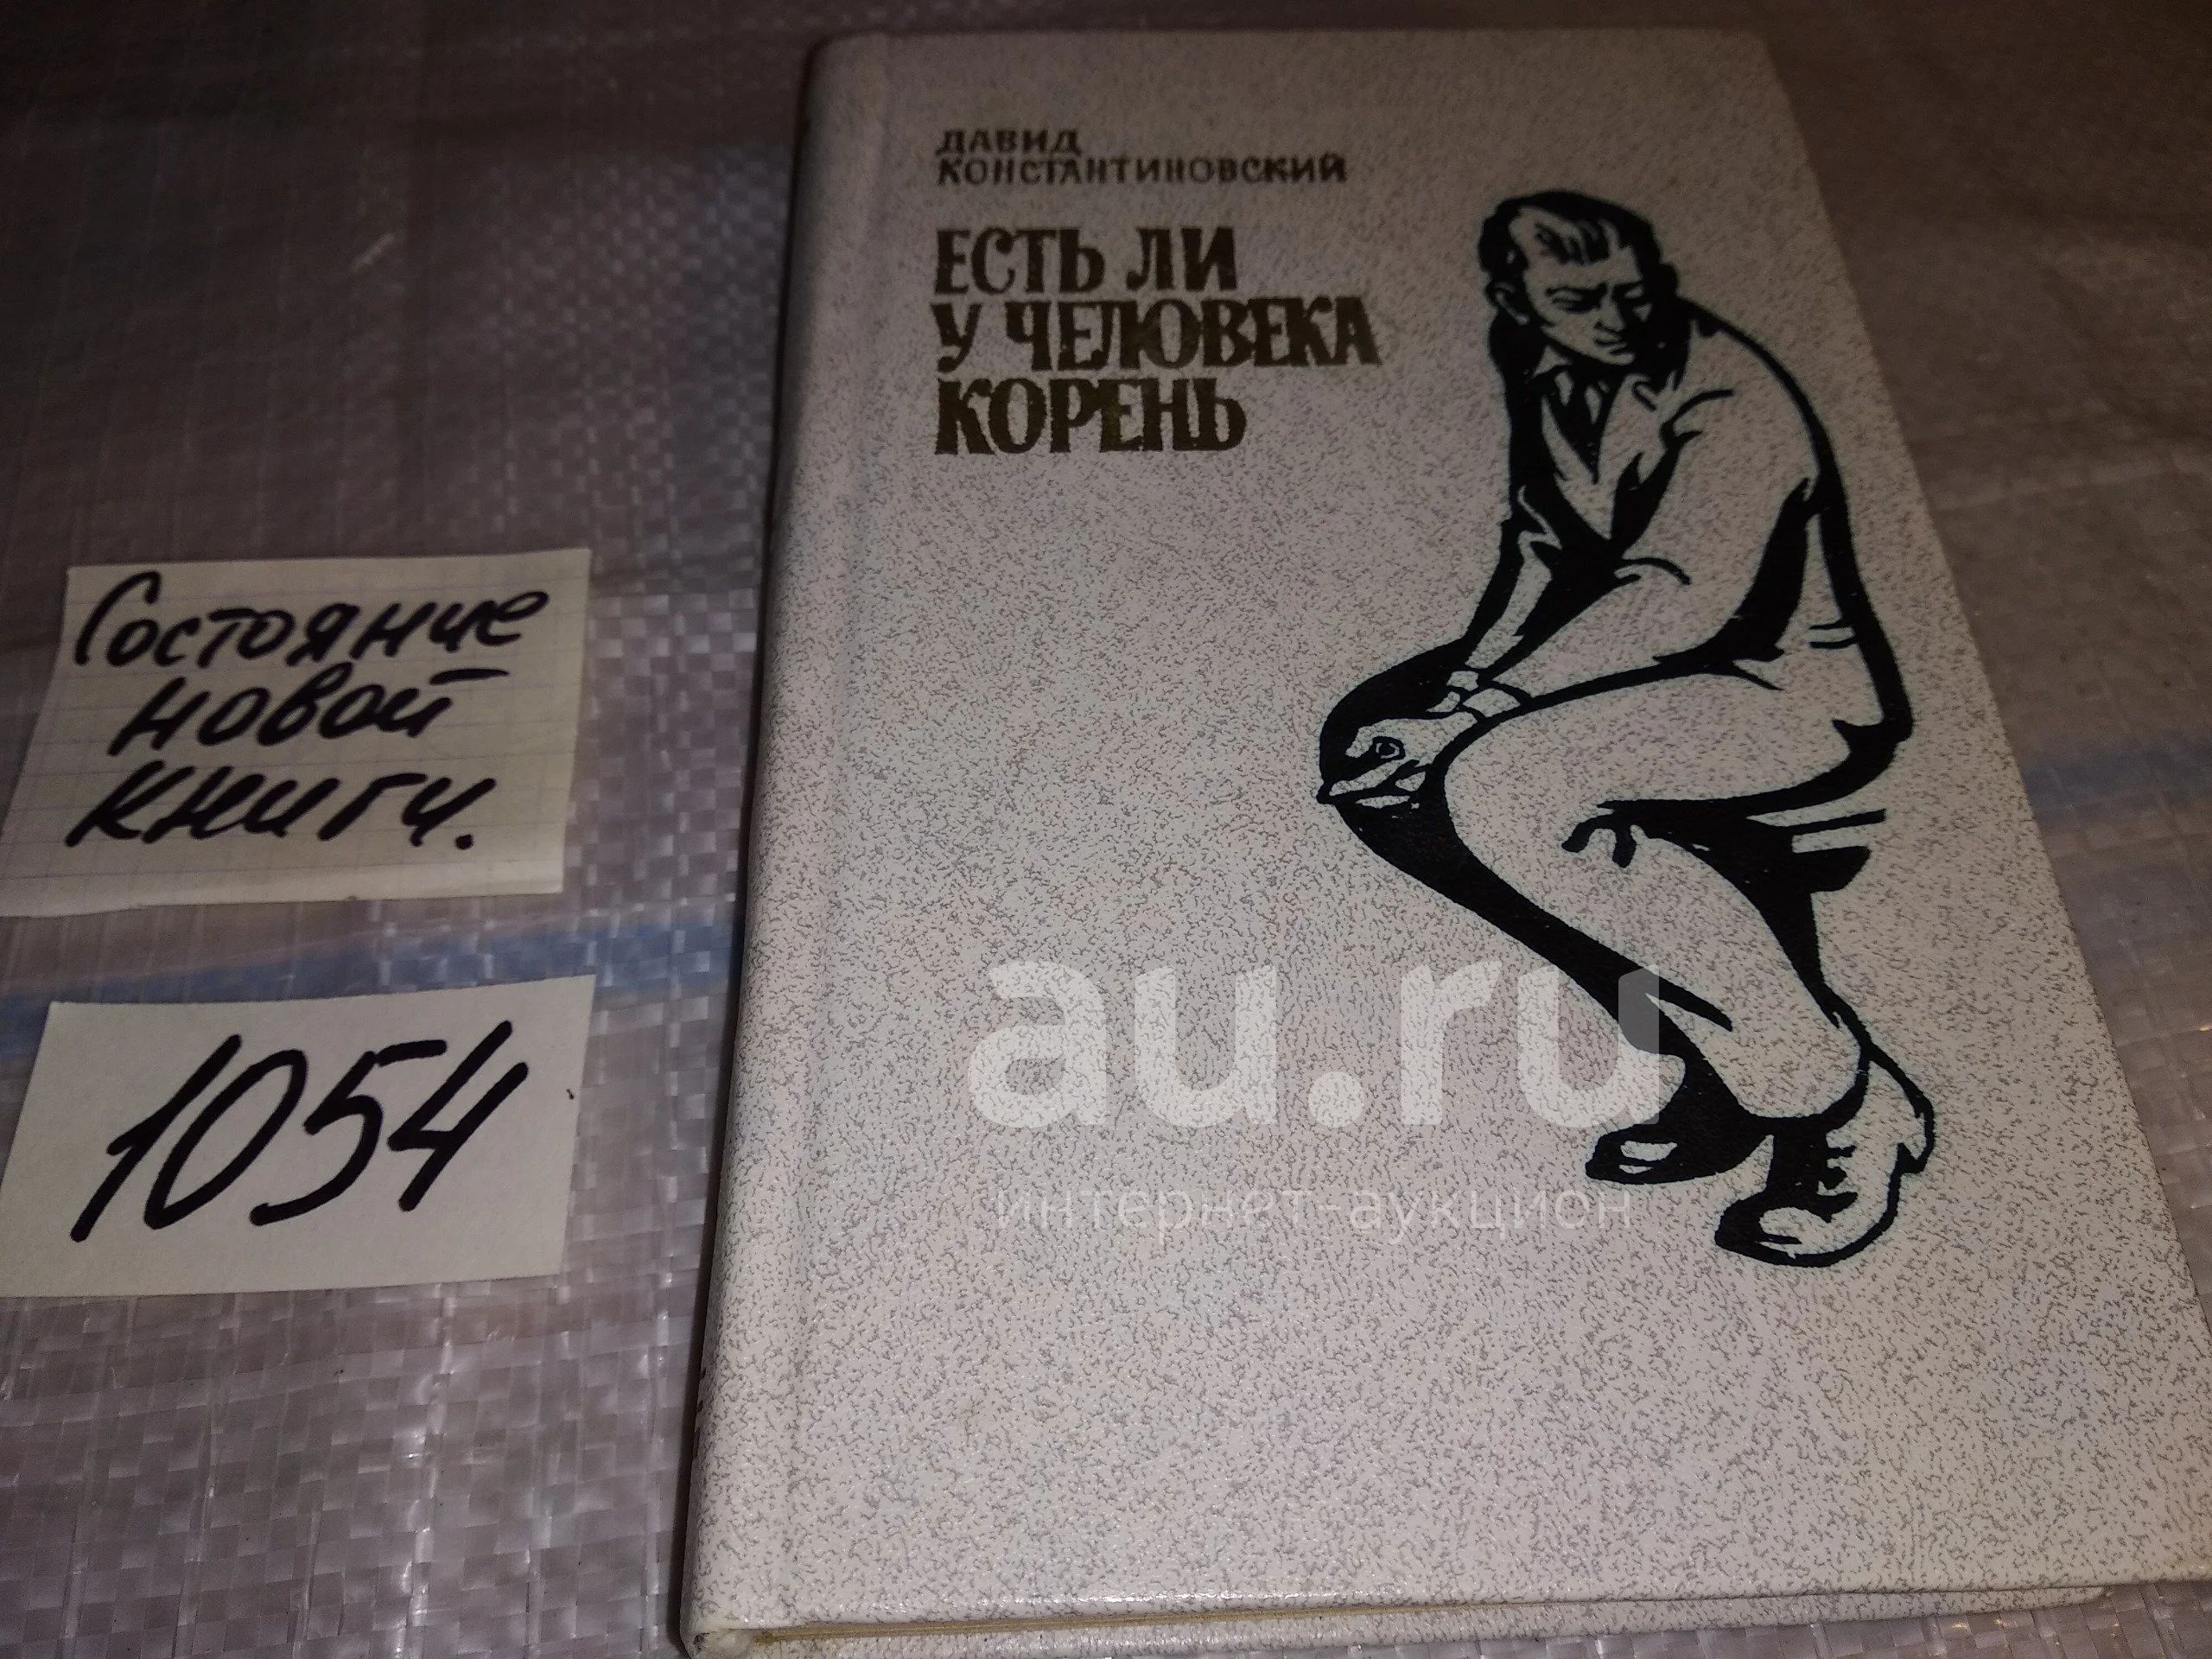 ДАВИД
КОНСТАНТИНОВСКИЙ
ЕСТЬ ЛИ
У ЧЕЛОВЕКА
КОРЕНЬ
Состояние
новой
книги.
1054
au.ru
интернет-аукцион